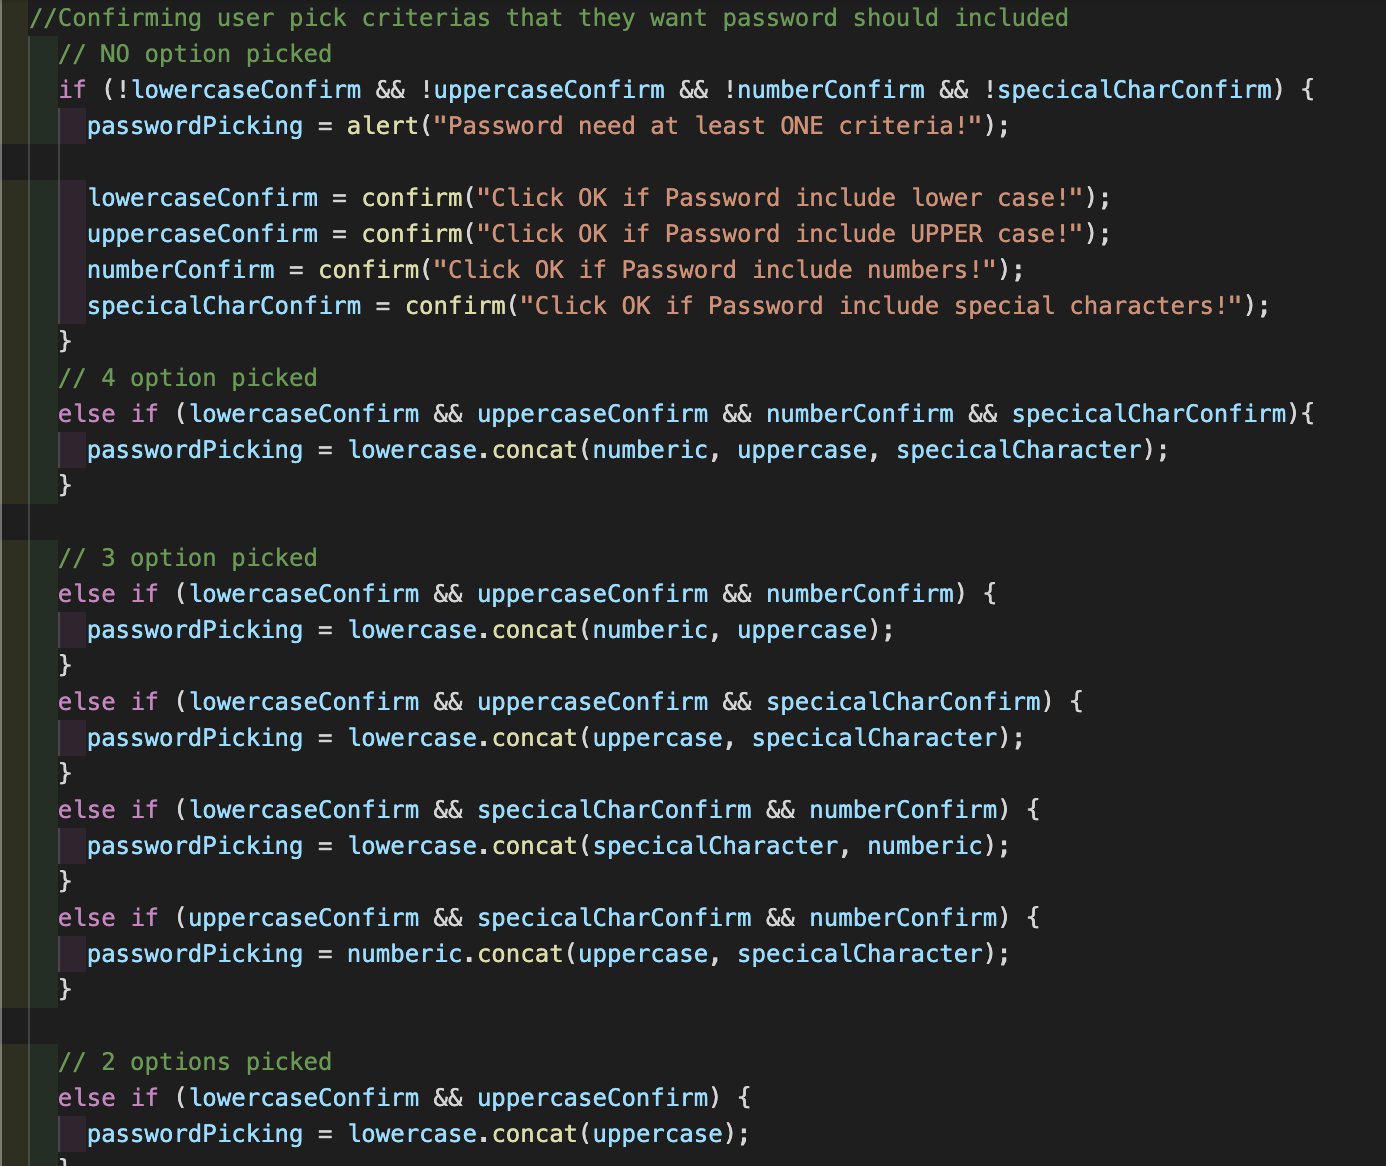 //Confirming user pick criterias that they want password should included
// NO option picked
if (!lowercaseConfirm && !uppercaseConfirm && !numberConfirm && !specicalCharConfirm) {
passwordPicking = alert("Password need at least ONE criteria!");
lowercaseConfirm = confirm("Click OK if Password include lower case!");
uppercaseConfirm = confirm("Click OK if Password include UPPER case!");
numberConfirm = confirm("Click OK if Password include numbers!");
specicalCharConfirm = confirm("Click OK if Password include special characters!");
}
// 4 option picked
else if (lowercaseConfirm && uppercaseConfirm && numberConfirm && specicalCharConfirm){
passwordPicking = lowercase.concat(numberic, uppercase, specicalCharacter);
}
// 3 option picked
else if (lowercaseConfirm && uppercaseConfirm && numberConfirm) {
passwordPicking = lowercase.concat(numberic, uppercase);
}
else if (lowercaseConfirm && uppercaseConfirm && specicalCharConfirm) {
passwordPicking = lowercase.concat(uppercase, specicalCharacter);
}
else if (lowercaseConfirm && specicalCharConfirm && numberConfirm) {
passwordPicking = lowercase.concat(specicalCharacter, numberic);
}
else if (uppercaseConfirm && specicalCharConfirm && numberConfirm) {
passwordPicking = numberic.concat(uppercase, specicalCharacter);
}
// 2 options picked
else if (lowercaseConfirm && uppercaseConfirm) {
passwordPicking = lowercase.concat(uppercase);
}